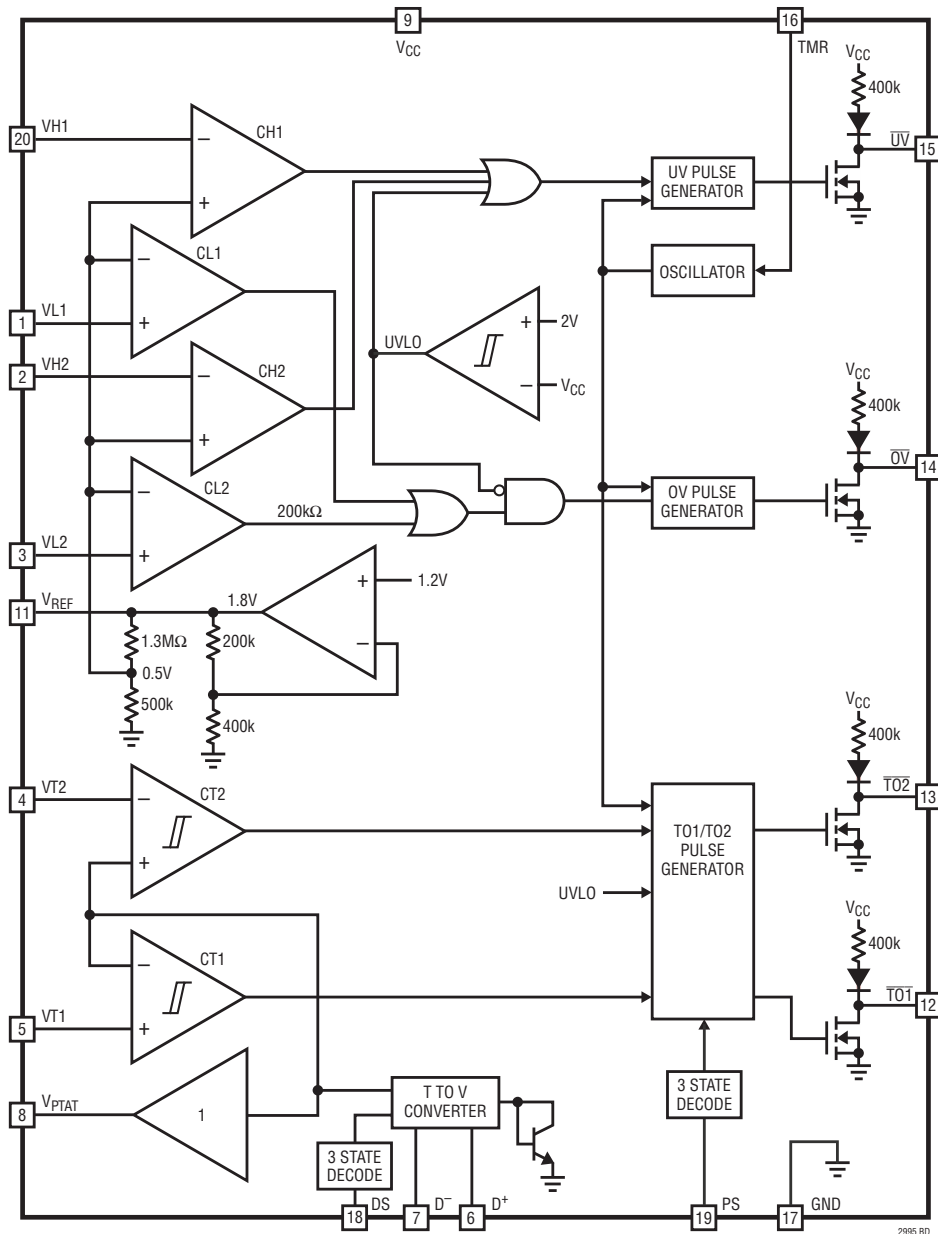 9
VCC
16
TMR
VCC
400k
20
VH1
CH1
−
+
UV PULSE
GENERATOR
UV
15
CL1
−
+
OSCILLATOR
1
VL1
UVLO
+
2V
−
VCC
2
VH2
CH2
−
+
VCC
400k
OV
14
CL2
−
+
200kΩ
OV PULSE
GENERATOR
3
VL2
11
VREF
1.8V
+
1.2V
−
1.3MΩ
200k
0.5V
500k
400k
VCC
400k
TO2
13
4
VT2
CT2
−
+
TO1/TO2
PULSE
GENERATOR
UVLO
VCC
400k
TO1
12
CT1
−
+
5
VT1
8
VPTAT
1
T TO V
CONVERTER
3 STATE
DECODE
3 STATE
DECODE
18
DS
7
D−
6
D+
19
PS
17
GND
2995 BD